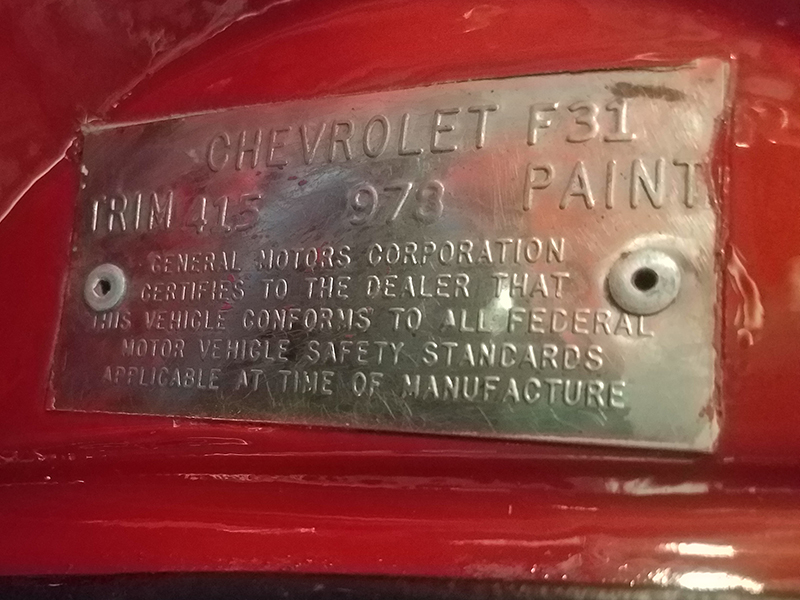 CHEVROLET F31
TRIM 415 973 PAINT
GENERAL MOTORS CORPORATION
CERTIFIES TO THE DEALER THAT
THIS VEHICLE CONFORMS TO ALL FEDERAL
MOTOR VEHICLE SAFETY STANDARDS
APPLICABLE AT TIME OF MANUFACTURE